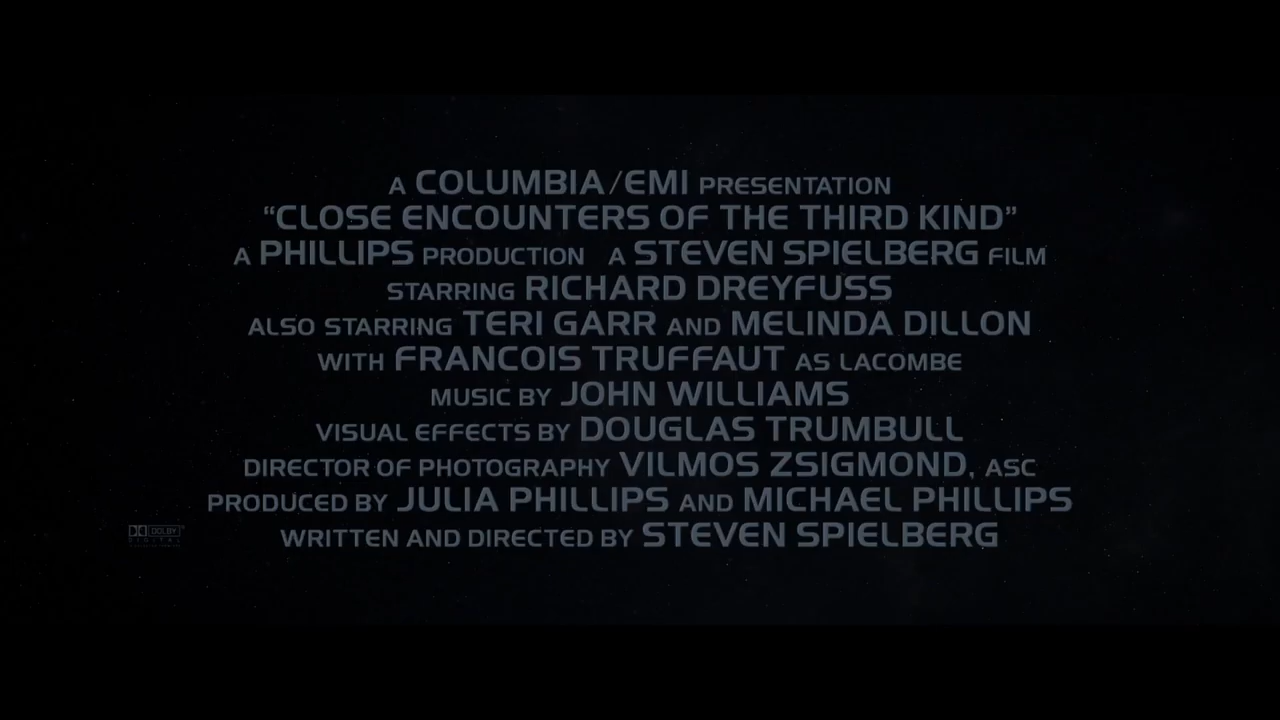 A COLUMBIA/EMI PRESENTATION
“CLOSE ENCOUNTERS OF THE THIRD KIND”
A PHILLIPS PRODUCTION A STEVEN SPIELBERG FILM
STARRING RICHARD DREYFUSS
ALSO STARRING TERI GARR AND MELINDA DILLON
WITH FRANCOIS TRUFFAUT AS LACOMBE
MUSIC BY JOHN WILLIAMS
VISUAL EFFECTS BY DOUGLAS TRUMBULL
DIRECTOR OF PHOTOGRAPHY VILMOS ZSIGMOND, ASC
PRODUCED BY JULIA PHILLIPS AND MICHAEL PHILLIPS
WRITTEN AND DIRECTED BY STEVEN SPIELBERG
DOLBY
DIGITAL